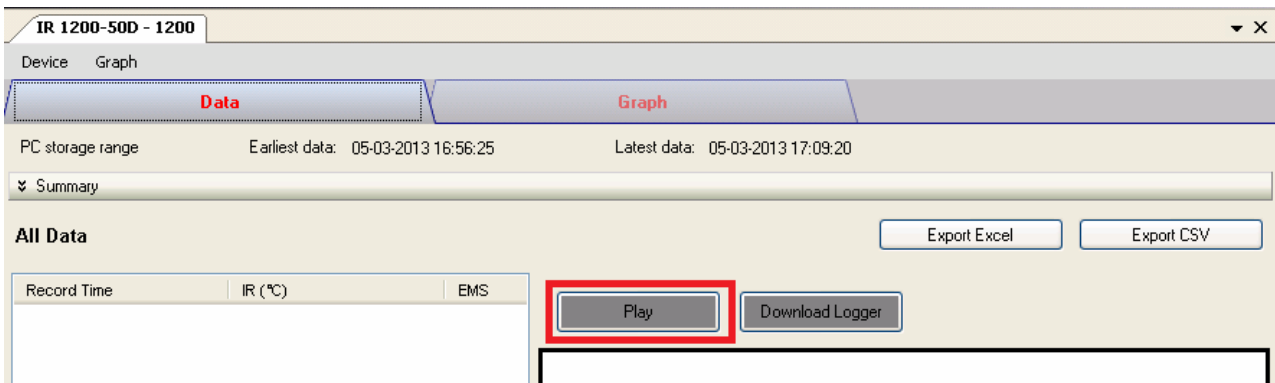 IR 1200-50D - 1200
Device Graph
Data Graph
PC storage range Earliest data: 05-03-2013 16:56:25 Latest data: 05-03-2013 17:09:20
Summary
All Data Export Excel Export CSV
Record Time IR (℃) EMS
Play Download Logger